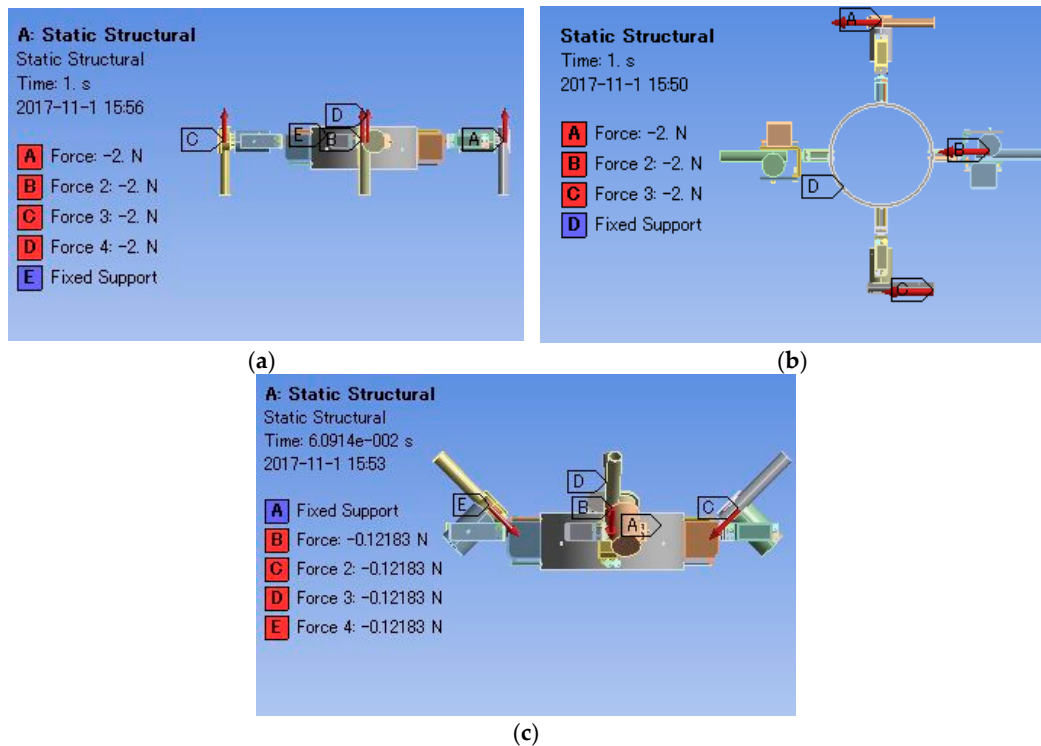 A: Static Structural
Static Structural
Time: 1. s
2017-11-1 15:56
A Force: -2. N
B Force 2: -2. N
C Force 3: -2. N
D Force 4: -2. N
E Fixed Support
C
E
D
B
A
(a)
Static Structural
Time: 1. s
2017-11-1 15:50
A Force: -2. N
B Force 2: -2. N
C Force 3: -2. N
D Fixed Support
A
B
D
C
(b)
A: Static Structural
Static Structural
Time: 6.0914e-002 s
2017-11-1 15:53
A Fixed Support
B Force: -0.12183 N
C Force 2: -0.12183 N
D Force 3: -0.12183 N
E Force 4: -0.12183 N
E
D
B
A
C
(c)